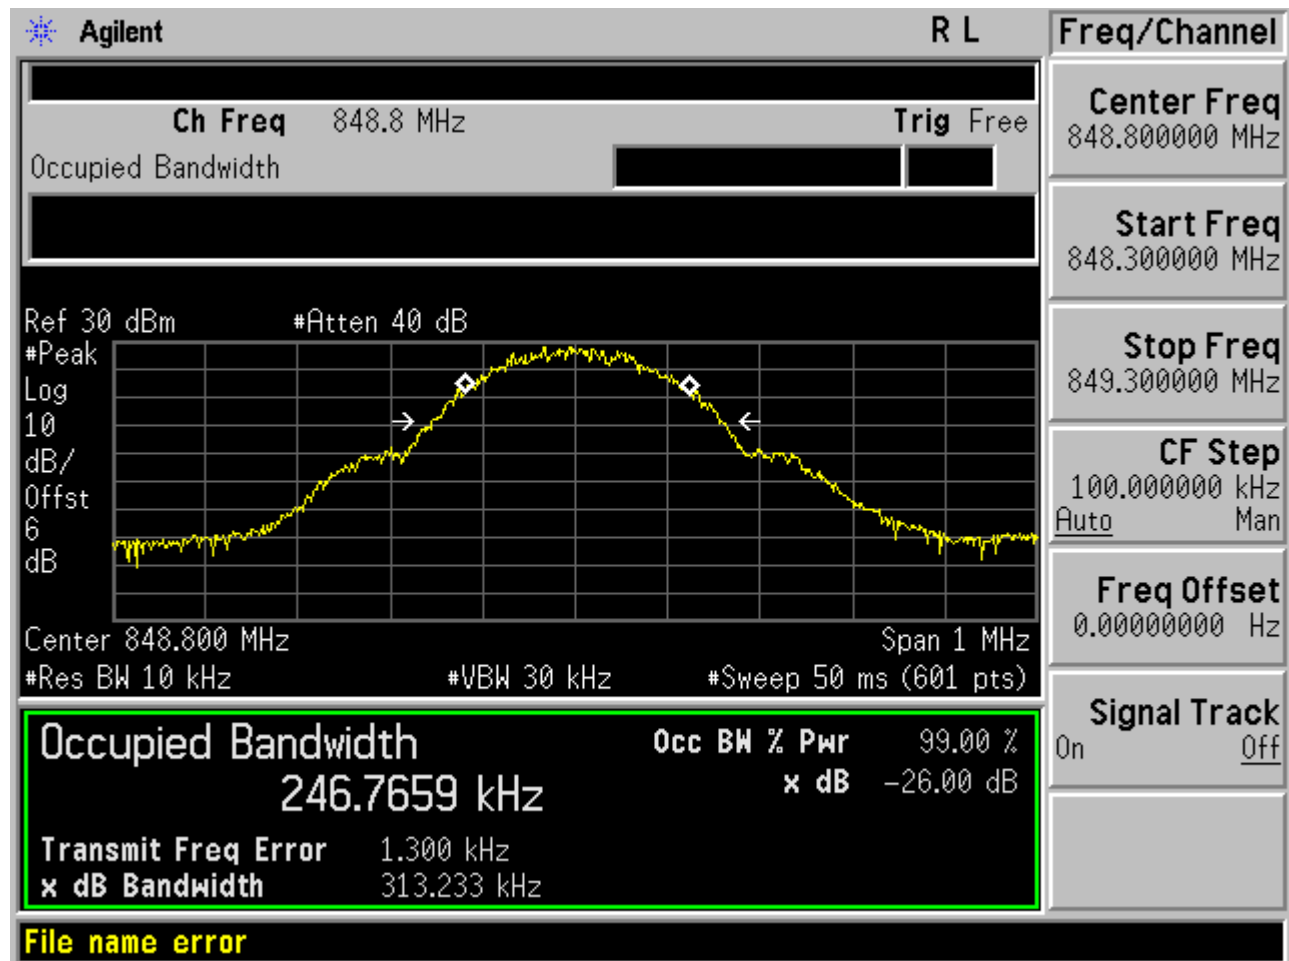 Agilent R L Freq/Channel
Ch Freq 848.8 MHz Trig Free
Occupied Bandwidth
Center Freq
848.800000 MHz
Start Freq
848.300000 MHz
Stop Freq
849.300000 MHz
CF Step
100.000000 kHz
Auto Man
Freq Offset
0.00000000 Hz
Signal Track
On Off
Ref 30 dBm #Atten 40 dB
#Peak
Log
10
dB/
Offst
6
dB
Center 848.800 MHz Span 1 MHz
#Res BW 10 kHz #VBW 30 kHz #Sweep 50 ms (601 pts)
Occupied Bandwidth Occ BW % Pwr 99.00 %
246.7659 kHz x dB -26.00 dB
Transmit Freq Error 1.300 kHz
x dB Bandwidth 313.233 kHz
File name error